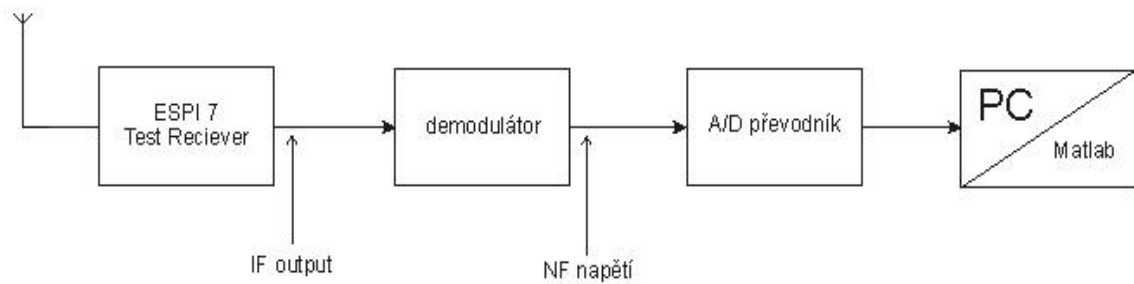 ESPI 7
Test Reciever
demodulátor
A/D převodník
PC
Matlab
IF output
NF napětí